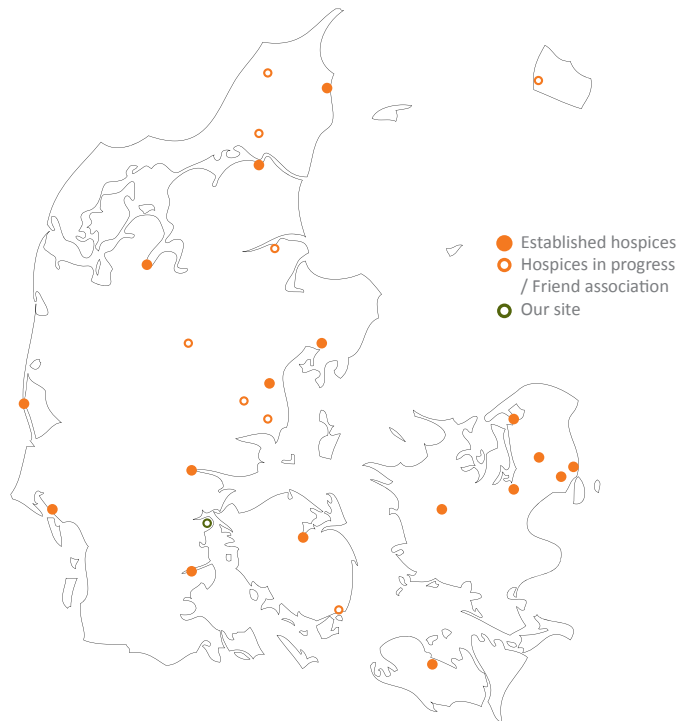 Established hospices
Hospices in progress
/ Friend association
Our site